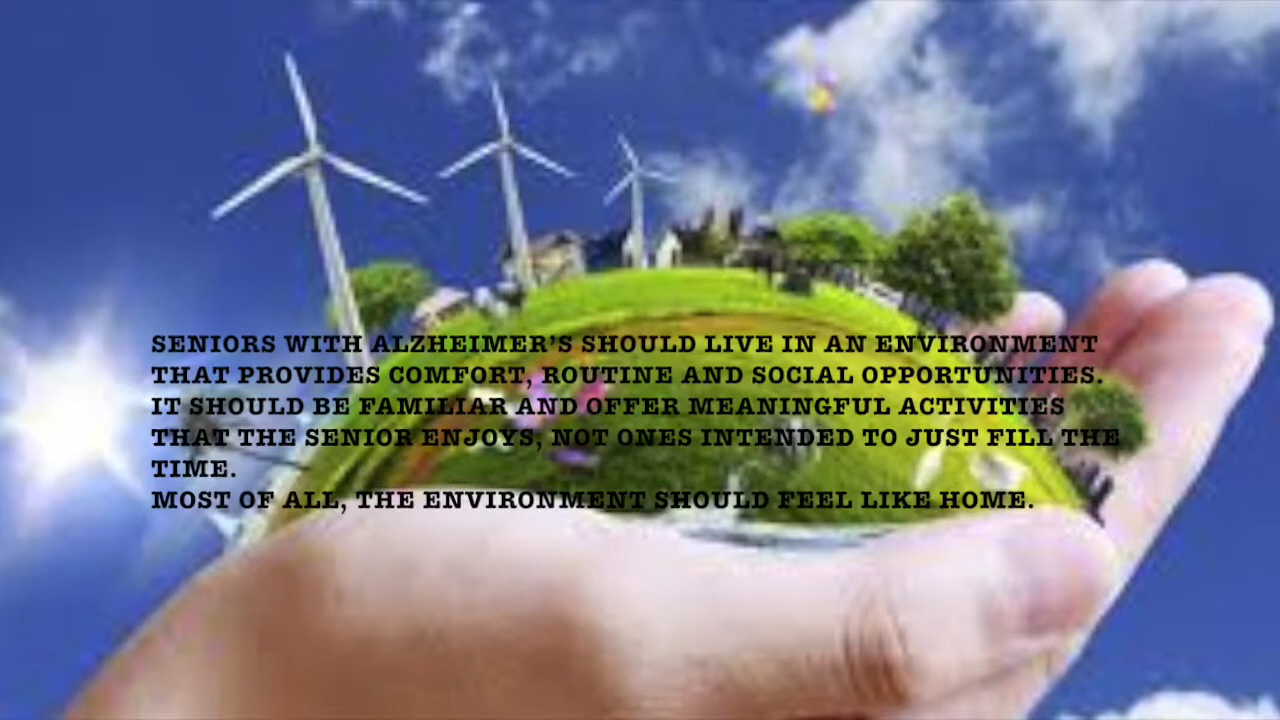 SENIORS WITH ALZHEIMER’S SHOULD LIVE IN AN ENVIRONMENT
THAT PROVIDES COMFORT, ROUTINE AND SOCIAL OPPORTUNITIES.
IT SHOULD BE FAMILIAR AND OFFER MEANINGFUL ACTIVITIES
THAT THE SENIOR ENJOYS, NOT ONES INTENDED TO JUST FILL THE
TIME.
MOST OF ALL, THE ENVIRONMENT SHOULD FEEL LIKE HOME.